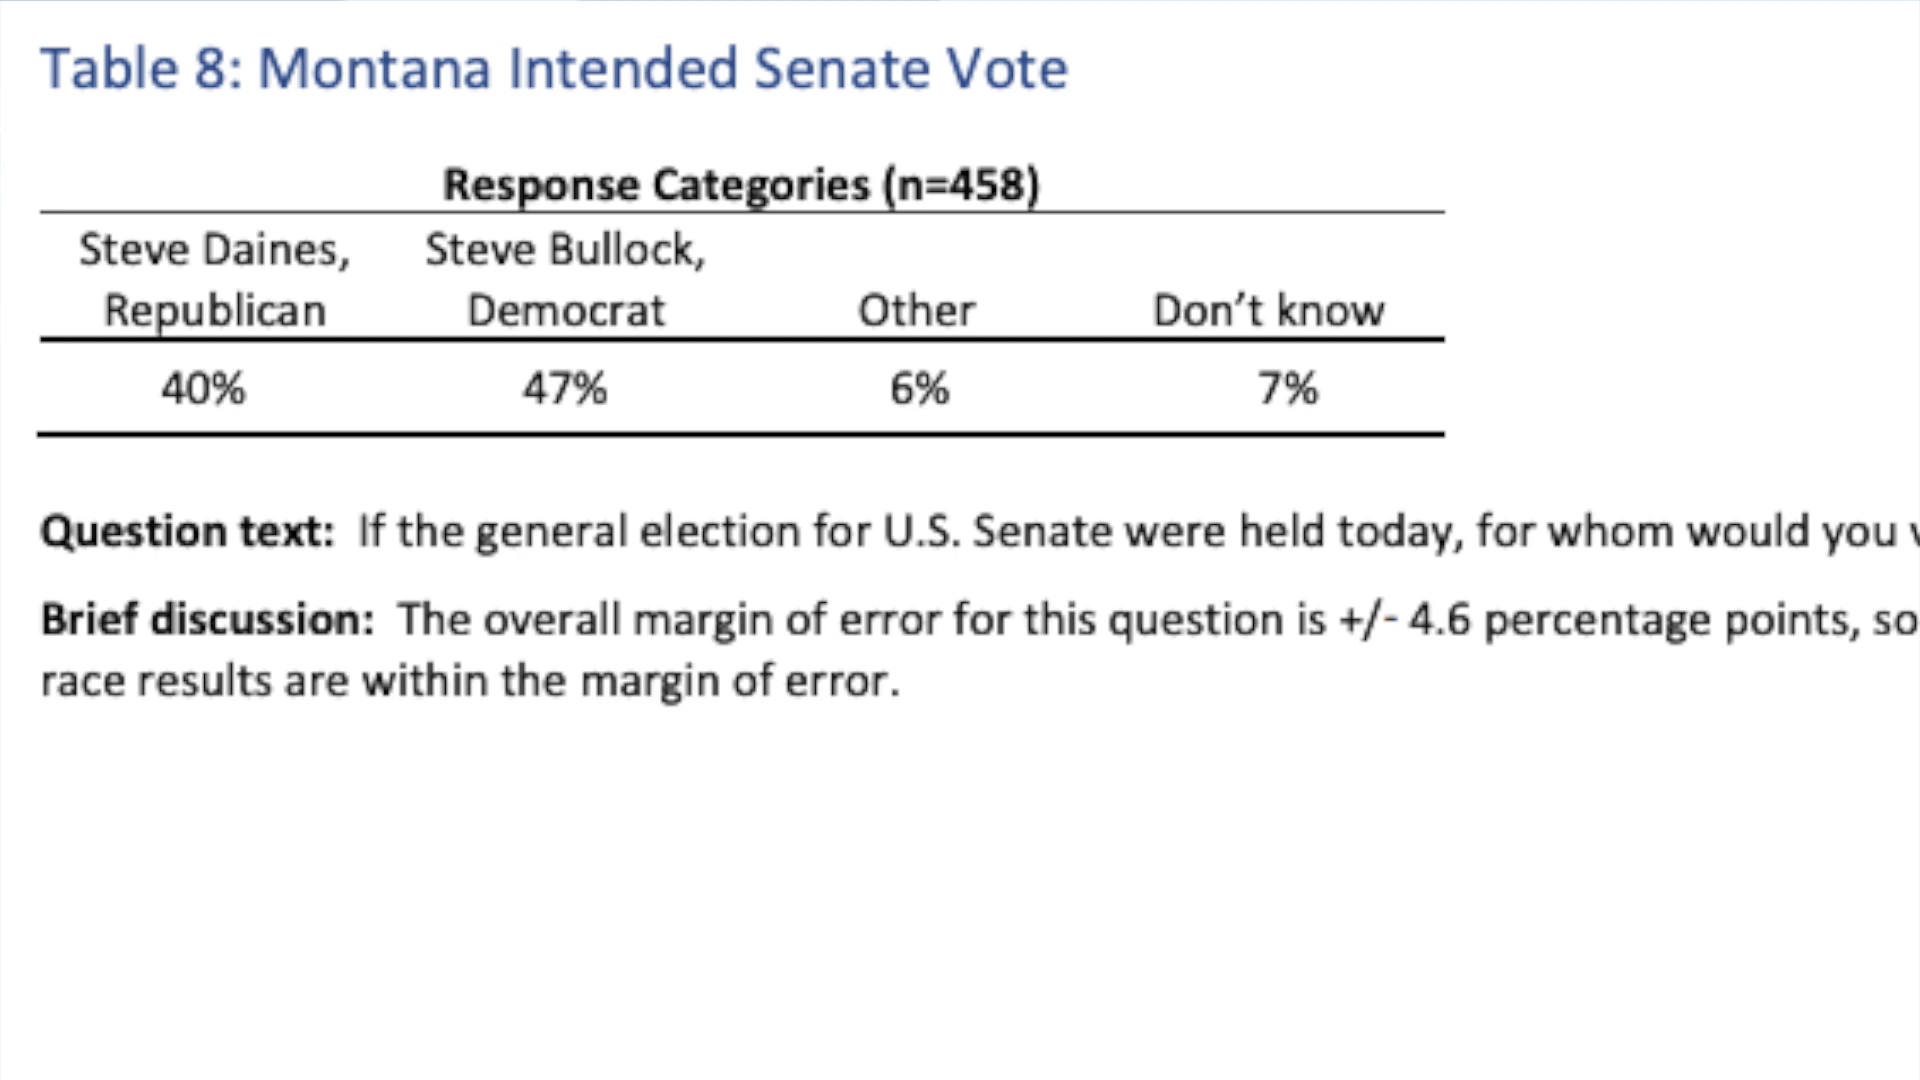 Table 8: Montana Intended Senate Vote
Response Categories (n=458)
Steve Daines, Steve Bullock,
Republican Democrat Other Don’t know
40% 47% 6% 7%
Question text: If the general election for U.S. Senate were held today, for whom would you
Brief discussion: The overall margin of error for this question is +/- 4.6 percentage points, so
race results are within the margin of error.